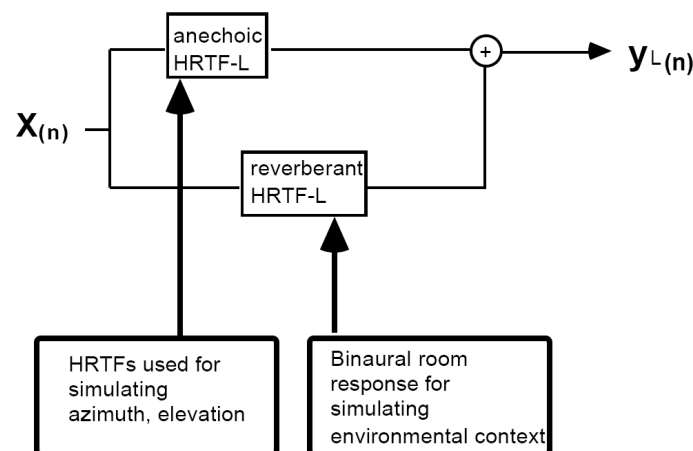 anechoic
HRTF-L
+
y L(n)
X(n)
reverberant
HRTF-L
HRTFs used for
simulating
azimuth, elevation
Binaural room
response for
simulating
environmental context